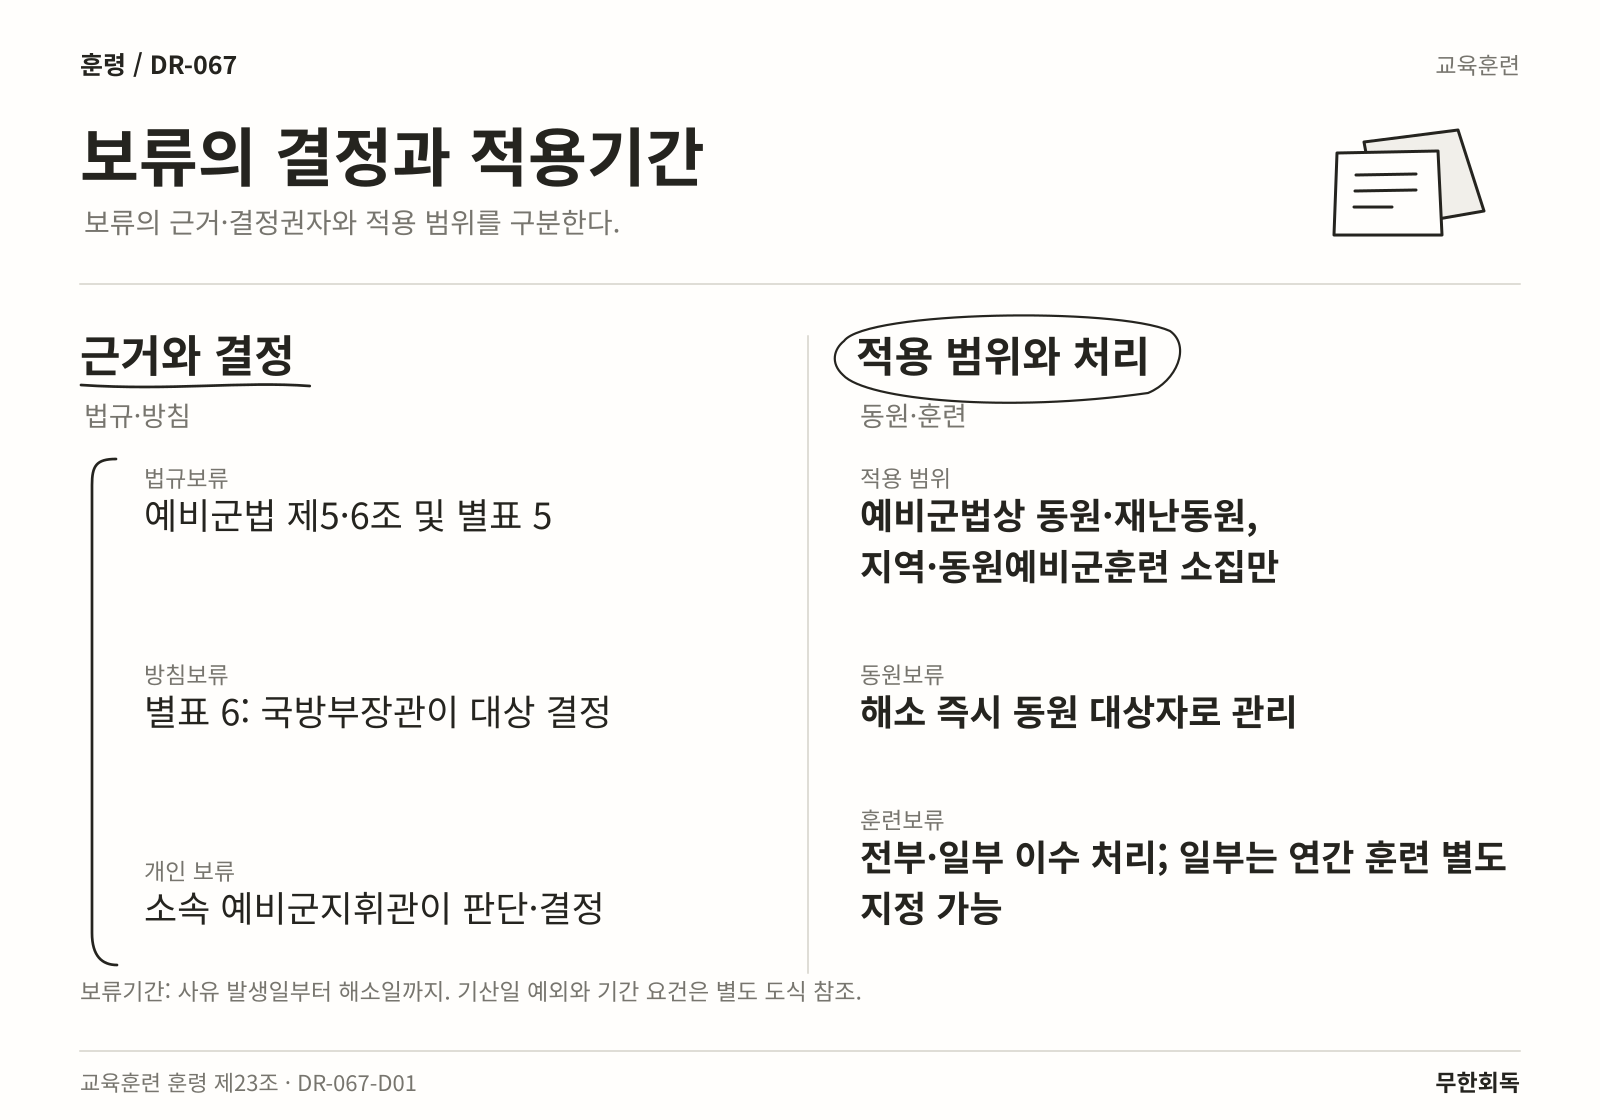 훈령 / DR-067
교육훈련
보류의 결정과 적용기간
보류의 근거·결정권자와 적용 범위를 구분한다.
근거와 결정
법규·방침
법규보류
예비군법 제5·6조 및 별표 5
방침보류
별표 6: 국방부장관이 대상 결정
개인 보류
소속 예비군지휘관이 판단·결정
적용 범위와 처리
동원·훈련
적용 범위
예비군법상 동원·재난동원,
지역·동원예비군훈련 소집만
동원보류
해소 즉시 동원 대상자로 관리
훈련보류
전부·일부 이수 처리; 일부는 연간 훈련 별도
지정 가능
보류기간: 사유 발생일부터 해소일까지. 기산일 예외와 기간 요건은 별도 도식 참조.
교육훈련 훈령 제23조 · DR-067-D01
무한회독